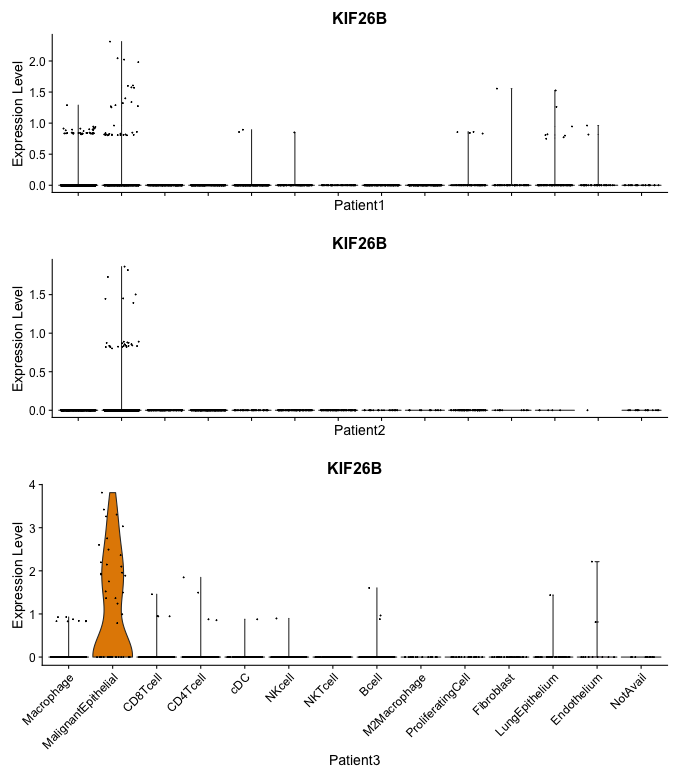 KIF26B
Expression Level
2.0
1.5
1.0
0.5
0.0
Patient1
KIF26B
Expression Level
1.5
1.0
0.5
0.0
Patient2
KIF26B
Expression Level
4
3
2
1
0
Macrophage
MalignantEpithelial
CD8Tcell
CD4Tcell
cDC
NKcell
NKTcell
Bcell
M2Macrophage
ProliferatingCell
Fibroblast
LungEpithelium
Endothelium
NotAvail
Patient3